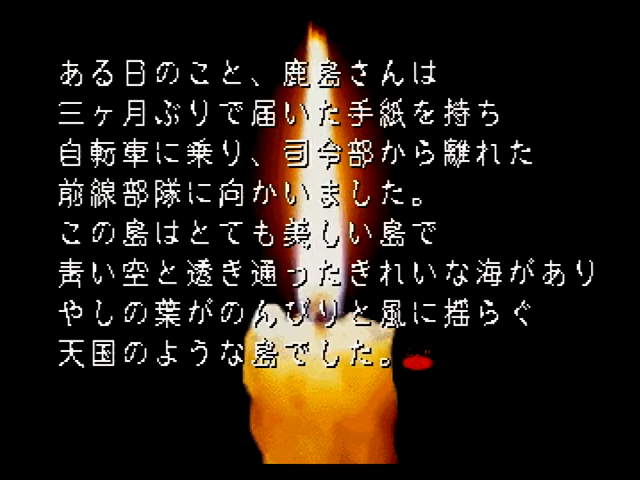 ある日のこと、鹿島さんは
三ヶ月ぶりで届いた手紙を持ち
自転車に乗り、司令部から離れた
前線部隊に向かいました。
この島はとても美しい島で
青い空と透き通ったきれいな海があり
やしの葉がのんびりと風に揺らぐ
天国のような島でした。